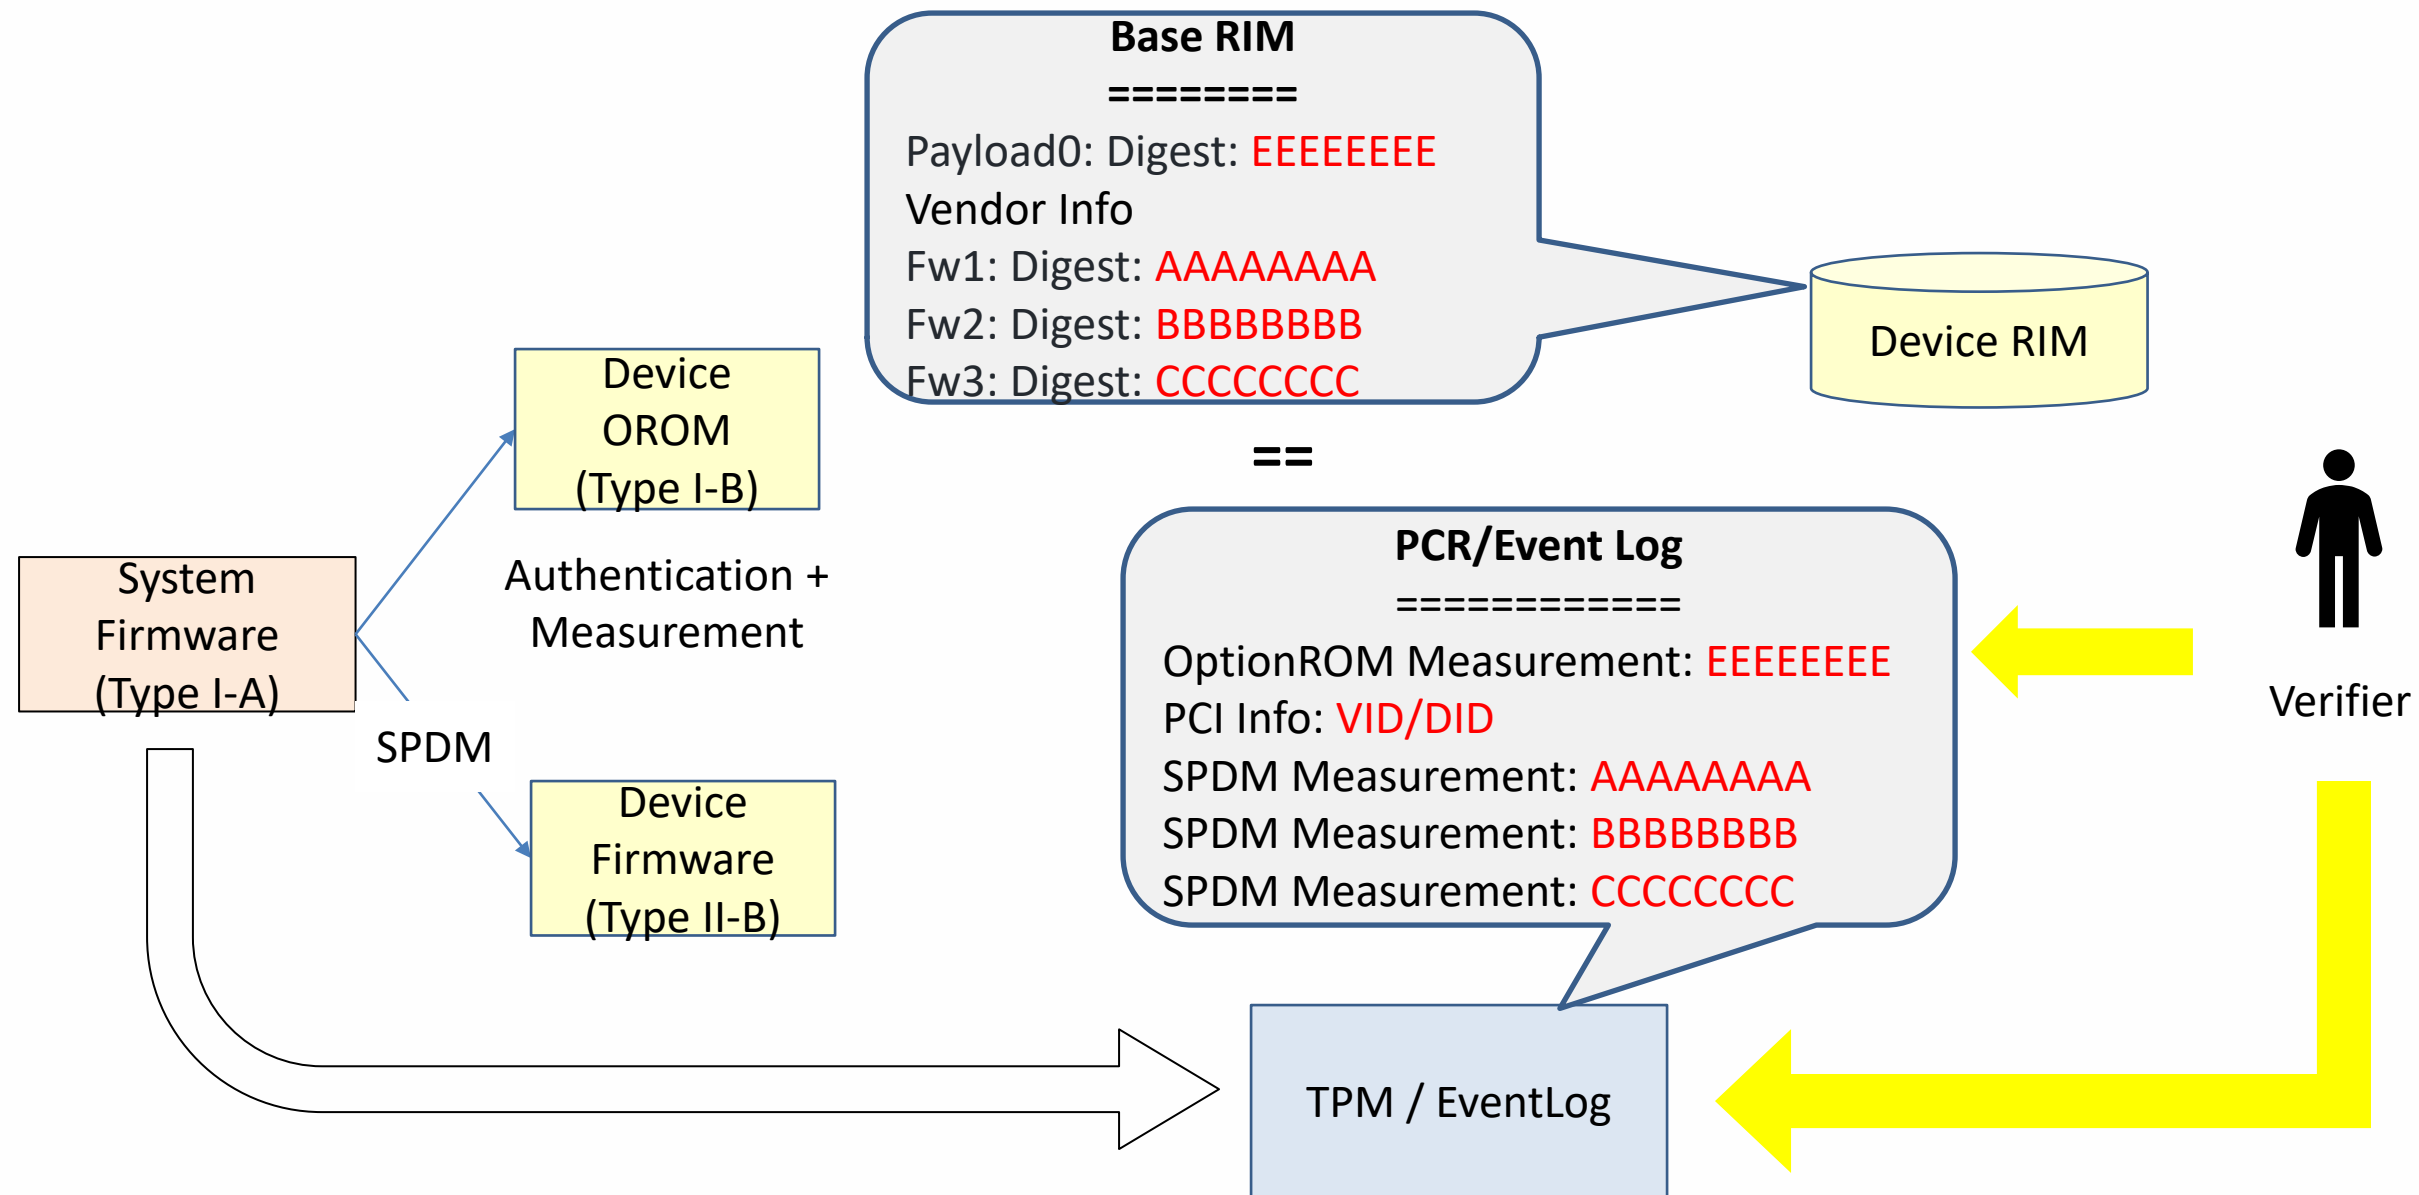 Base RIM
========
Payload0: Digest: EEEEEEEE
Vendor Info
Fw1: Digest: AAAAAAAA
Fw2: Digest: BBBBBBBB
Fw3: Digest: CCCCCCCC
Device RIM
==
Device
OROM
(Type I-B)
Authentication +
Measurement
System
Firmware
(Type I-A)
SPDM
Device
Firmware
(Type II-B)
PCR/Event Log
============
OptionROM Measurement: EEEEEEEE
PCI Info: VID/DID
SPDM Measurement: AAAAAAAA
SPDM Measurement: BBBBBBBB
SPDM Measurement: CCCCCCCC
Verifier
TPM / EventLog